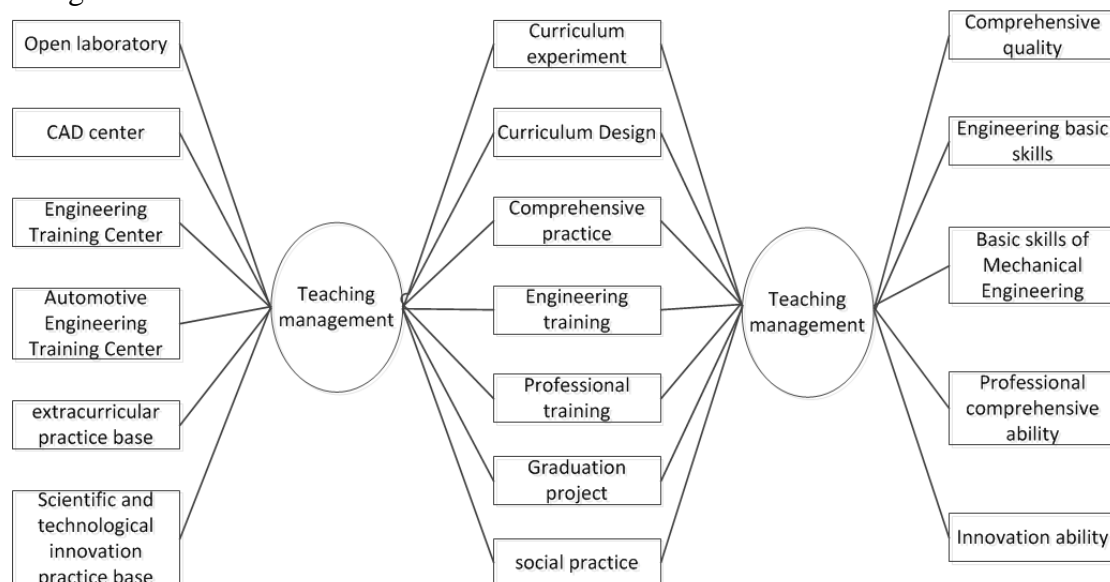 Open laboratory
CAD center
Engineering
Training Center
Automotive
Engineering
Training Center
extracurricular
practice base
Scientific and
technological
innovation
practice base
Teaching
management
Curriculum
experiment
Curriculum Design
Comprehensive
practice
Engineering
training
Professional
training
Graduation
project
social practice
Teaching
management
Comprehensive
quality
Engineering basic
skills
Basic skills of
Mechanical
Engineering
Professional
comprehensive
ability
Innovation ability